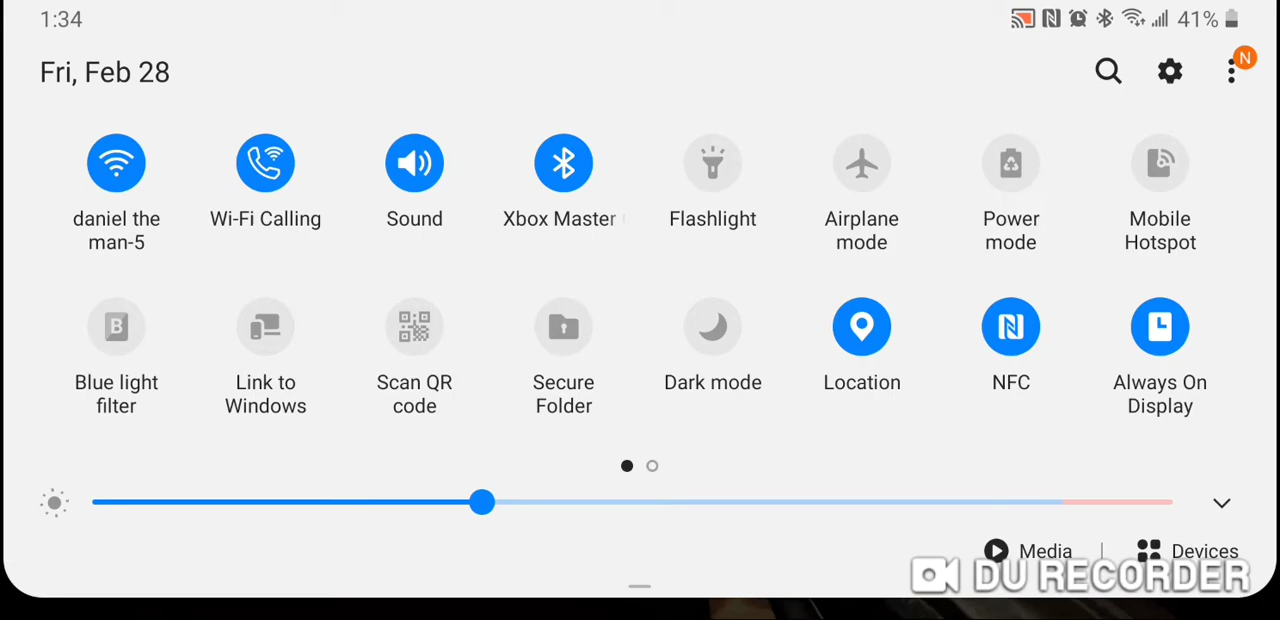 1:34
41%
Fri, Feb 28
N
daniel the
man-5
Wi-Fi Calling
Sound
Xbox Master
Flashlight
Airplane
mode
Power
mode
Mobile
Hotspot
B
Blue light
filter
Link to
Windows
Scan QR
code
Secure
Folder
Dark mode
Location
NFC
Always On
Display
Media
Devices
DU RECORDER